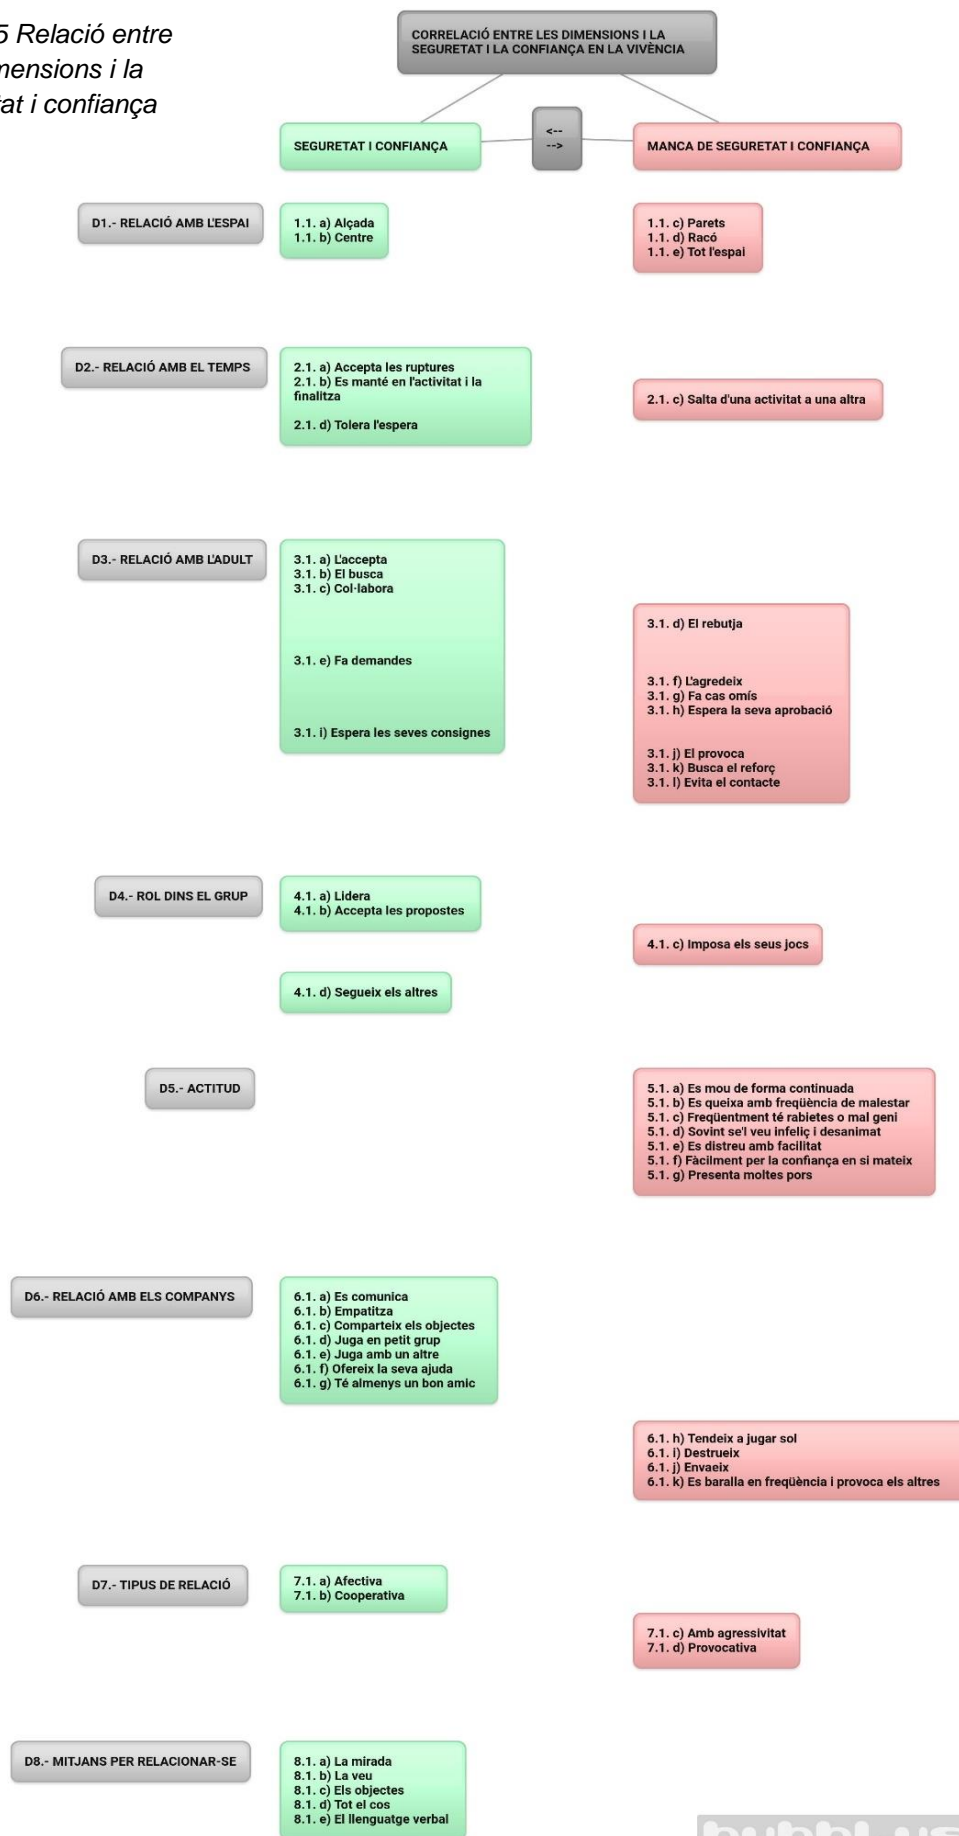 5 Relació entre
mensions i la
tat i confiança
CORRELACIÓ ENTRE LES DIMENSIONS I LA
SEGURETAT I LA CONFIANÇA EN LA VIVÈNCIA
<--
-->
SEGURETAT I CONFIANÇA
MANCA DE SEGURETAT I CONFIANÇA
D1.- RELACIÓ AMB L'ESPAI
1.1. a) Alçada
1.1. b) Centre
1.1. c) Parets
1.1. d) Racó
1.1. e) Tot l'espai
D2.- RELACIÓ AMB EL TEMPS
2.1. a) Accepta les ruptures
2.1. b) Es manté en l'activitat i la
finalitza
2.1. d) Tolera l'espera
2.1. c) Salta d'una activitat a una altra
D3.- RELACIÓ AMB L'ADULT
3.1. a) L'accepta
3.1. b) El busca
3.1. c) Col·labora
3.1. e) Fa demandes
3.1. i) Espera les seves consignes
3.1. d) El rebutja
3.1. f) L'agredeix
3.1. g) Fa cas omís
3.1. h) Espera la seva aprobació
3.1. j) El provoca
3.1. k) Busca el reforç
3.1. l) Evita el contacte
D4.- ROL DINS EL GRUP
4.1. a) Lidera
4.1. b) Accepta les propostes
4.1. c) Imposa els seus jocs
4.1. d) Segueix els altres
D5.- ACTITUD
5.1. a) Es mou de forma continuada
5.1. b) Es queixa amb freqüència de malestar
5.1. c) Freqüentment té rabietes o mal geni
5.1. d) Sovint se'l veu infeliç i desanimat
5.1. e) Es distreu amb facilitat
5.1. f) Fàcilment per la confiança en si mateix
5.1. g) Presenta moltes pors
D6.- RELACIÓ AMB ELS COMPANYS
6.1. a) Es comunica
6.1. b) Empatitza
6.1. c) Comparteix els objectes
6.1. d) Juga en petit grup
6.1. e) Juga amb un altre
6.1. f) Ofereix la seva ajuda
6.1. g) Té almenys un bon amic
6.1. h) Tendeix a jugar sol
6.1. i) Destrueix
6.1. j) Envaeix
6.1. k) Es baralla en freqüència i provoca els altres
D7.- TIPUS DE RELACIÓ
7.1. a) Afectiva
7.1. b) Cooperativa
7.1. c) Amb agressivitat
7.1. d) Provocativa
D8.- MITJANS PER RELACIONAR-SE
8.1. a) La mirada
8.1. b) La veu
8.1. c) Els objectes
8.1. d) Tot el cos
8.1. e) El llenguatge verbal